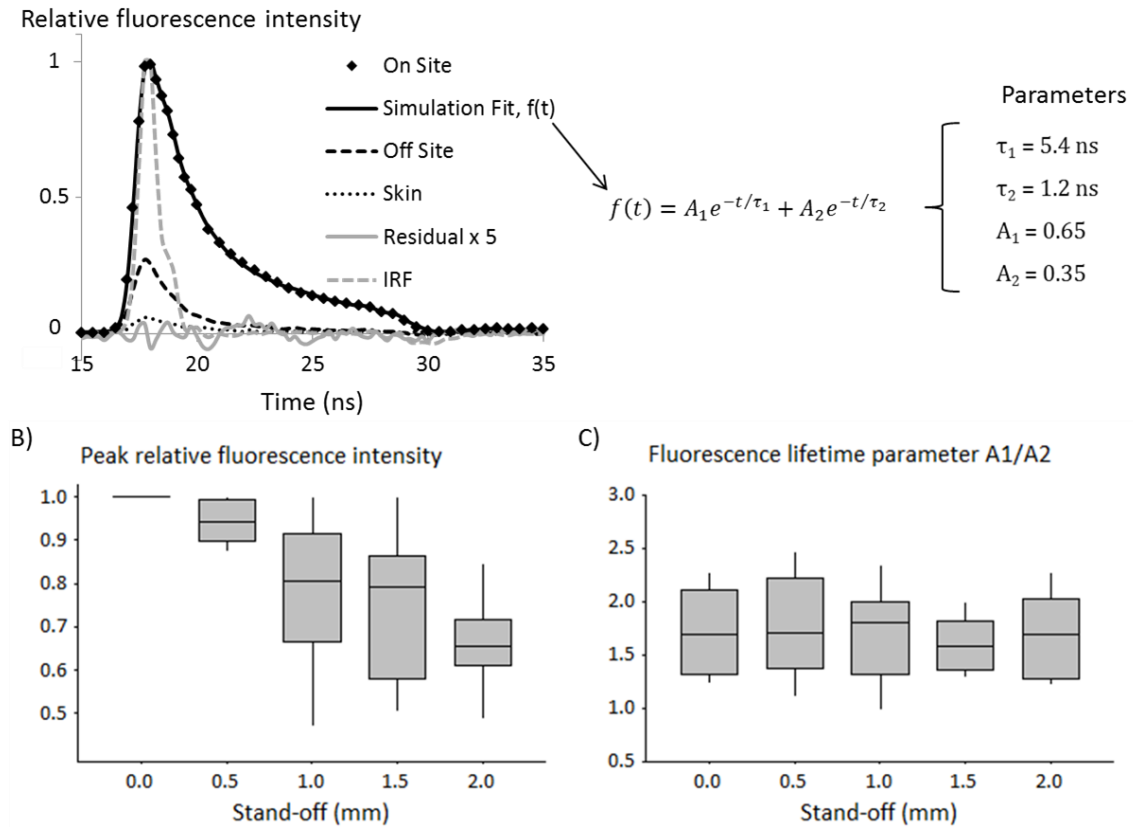 Relative fluorescence intensity
1
0.5
0
15 20 25 30 35
Time (ns)
On Site
Simulation Fit, f(t)
Off Site
Skin
Residual x 5
IRF
f(t) = A₁e^{-t/τ₁} + A₂e^{-t/τ₂}
Parameters
τ₁ = 5.4 ns
τ₂ = 1.2 ns
A₁ = 0.65
A₂ = 0.35
B)
Peak relative fluorescence intensity
1.0
0.9
0.8
0.7
0.6
0.5
0.0 0.5 1.0 1.5 2.0
Stand-off (mm)
C)
Fluorescence lifetime parameter A1/A2
3.0
2.5
2.0
1.5
1.0
0.5
0.0 0.5 1.0 1.5 2.0
Stand-off (mm)